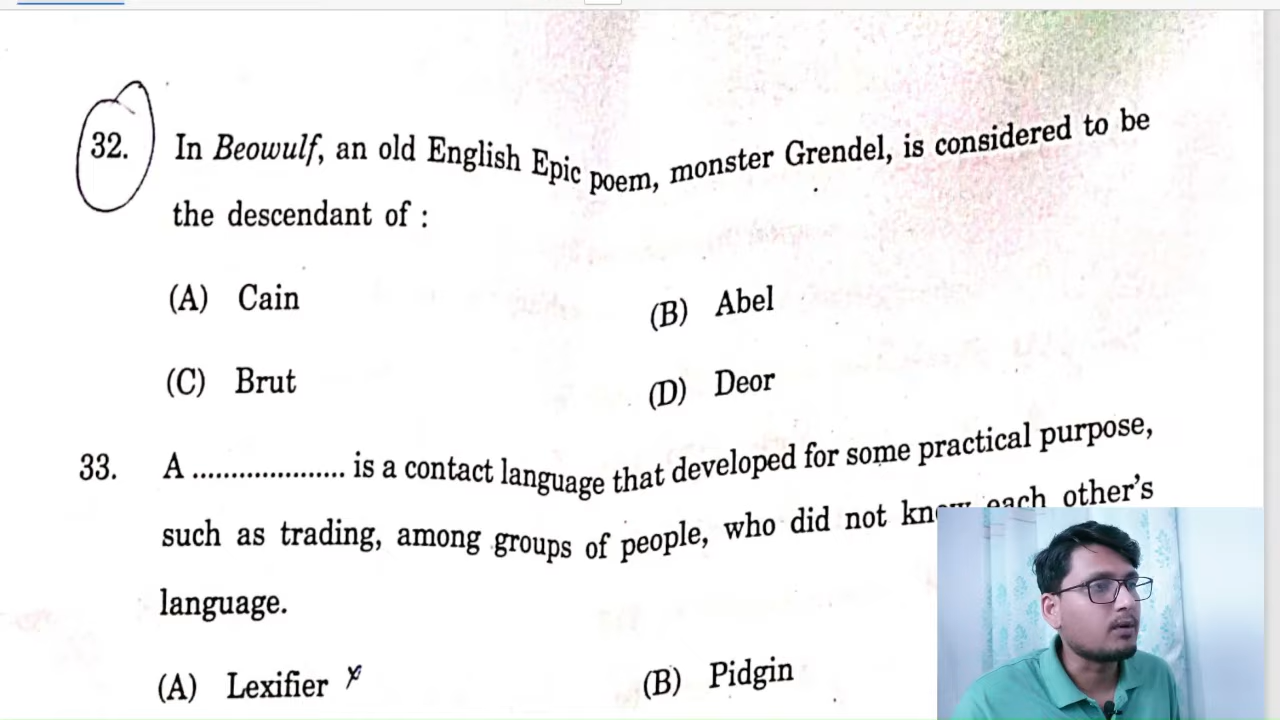 32. In Beowulf, an old English Epic poem, monster Grendel, is considered to be
the descendant of :
(A) Cain
(B) Abel
(C) Brut
(D) Deor
33. A .................... is a contact language that developed for some practical purpose,
such as trading, among groups of people, who did not know each other's
language.
(A) Lexifier x
(B) Pidgin